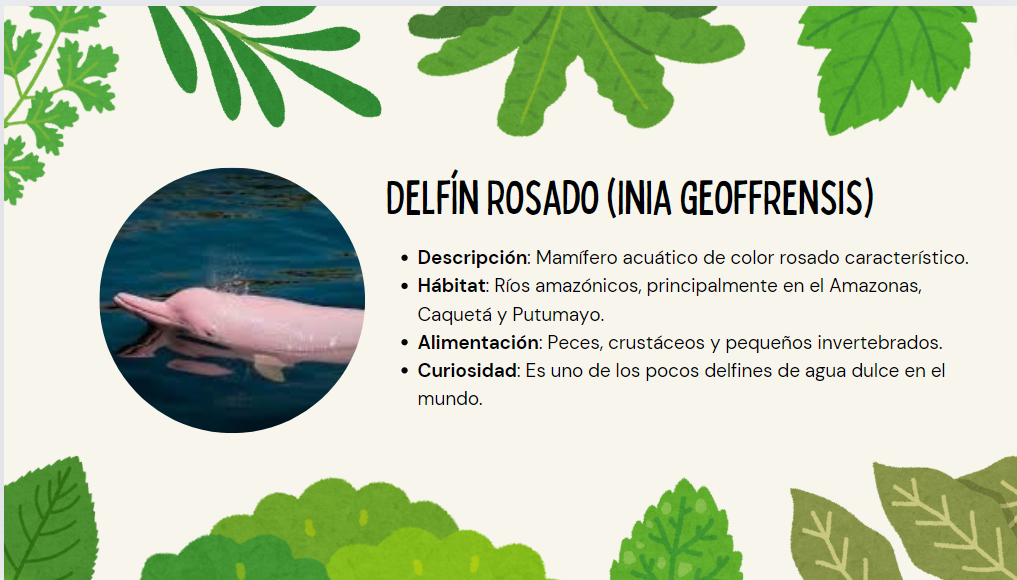 DELFÍN ROSADO (INIA GEOFFRENSIS)
• Descripción: Mamífero acuático de color rosado característico.
• Hábitat: Ríos amazónicos, principalmente en el Amazonas,
Caquetá y Putumayo.
• Alimentación: Peces, crustáceos y pequeños invertebrados.
• Curiosidad: Es uno de los pocos delfines de agua dulce en el
mundo.